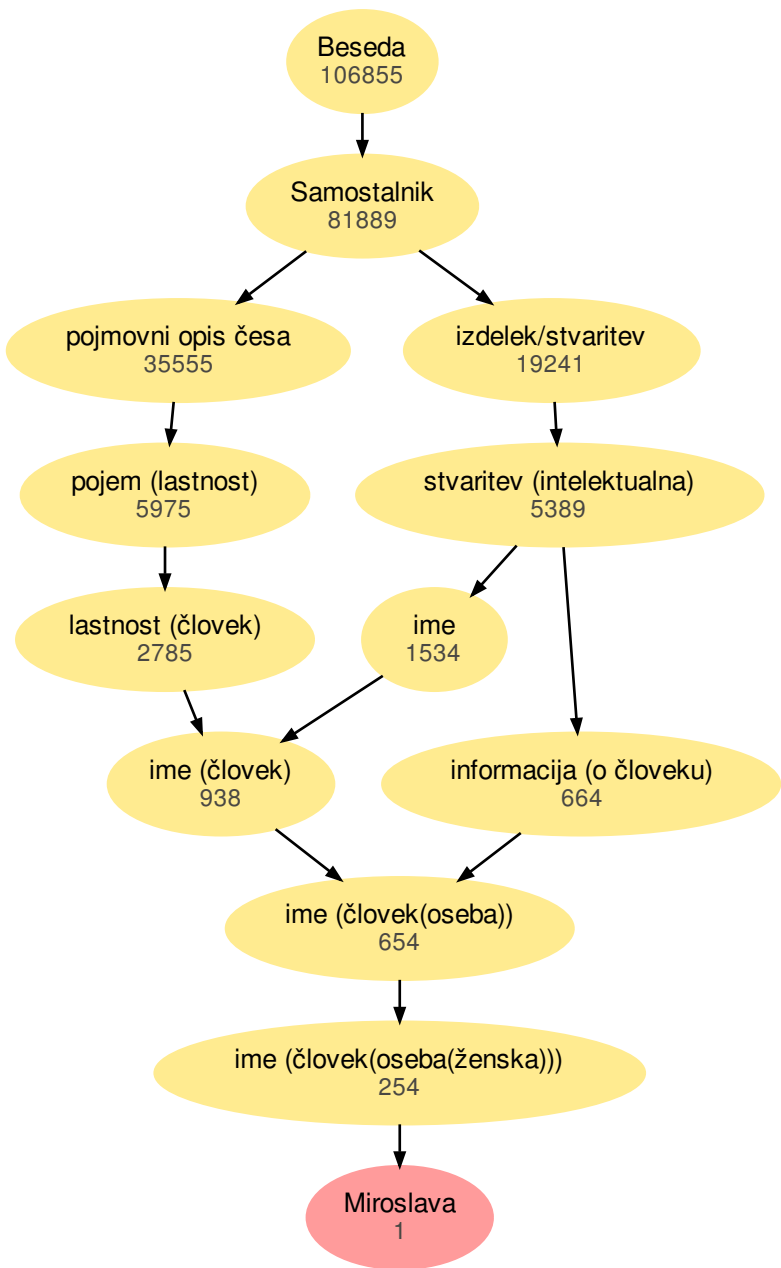 Beseda
106855
Samostalnik
81889
pojmovni opis česa
35555
izdelek/stvaritev
19241
pojem (lastnost)
5975
stvaritev (intelektualna)
5389
lastnost (človek)
2785
ime
1534
ime (človek)
938
informacija (o človeku)
664
ime (človek(oseba))
654
ime (človek(oseba(ženska)))
254
Miroslava
1